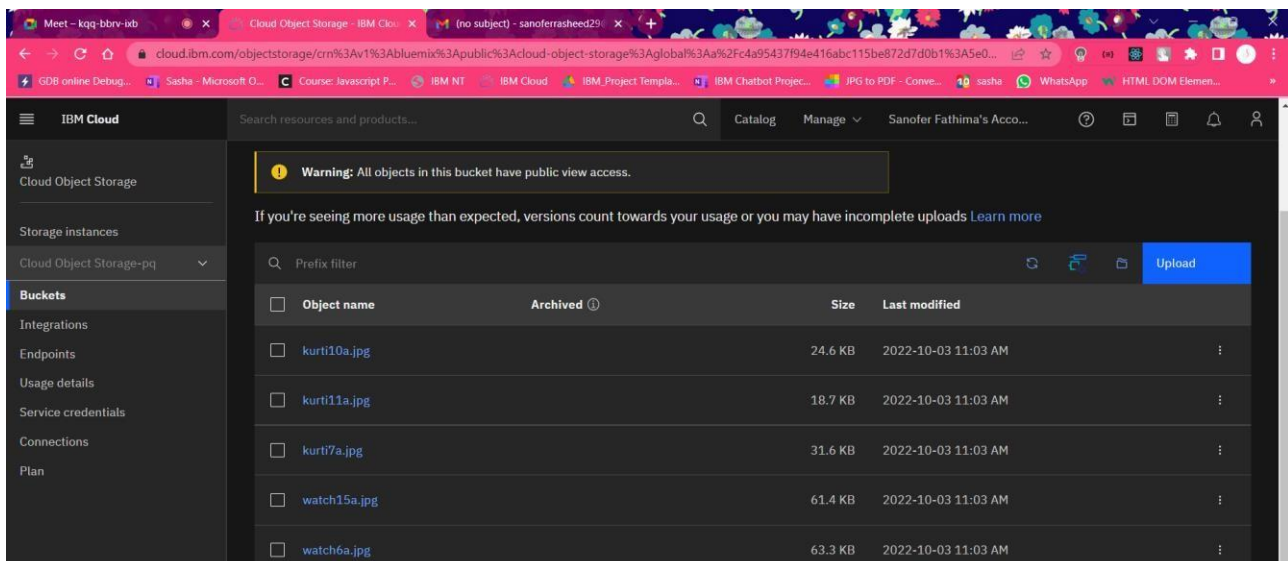 Meet – kqq-bbrv-ixb
Cloud Object Storage - IBM Clou
(no subject) - sanoferrasheed29
cloud.ibm.com/objectstorage/crn%3Av1%3Abluemix%3Apublic%3Acloud-object-storage%3Aglobal%3Aa%2Fc4a95437f94e416abc115be872d7d0b1%3A5e0...
GDB online Debug... Sasha - Microsoft O... Course: Javascript P... IBM NT IBM Cloud IBM_Project Templa... IBM Chatbot Projec... JPG to PDF - Conve... sasha WhatsApp HTML DOM Elemen... »
IBM Cloud
Search resources and products...
Catalog Manage Sanofer Fathima's Acco...
Cloud Object Storage
Storage instances
Cloud Object Storage-pq
Buckets
Integrations
Endpoints
Usage details
Service credentials
Connections
Plan
Warning: All objects in this bucket have public view access.
If you're seeing more usage than expected, versions count towards your usage or you may have incomplete uploads Learn more
Prefix filter
Upload
Object name Archived Size Last modified
kurti10a.jpg 24.6 KB 2022-10-03 11:03 AM
kurti11a.jpg 18.7 KB 2022-10-03 11:03 AM
kurti7a.jpg 31.6 KB 2022-10-03 11:03 AM
watch15a.jpg 61.4 KB 2022-10-03 11:03 AM
watch6a.jpg 63.3 KB 2022-10-03 11:03 AM